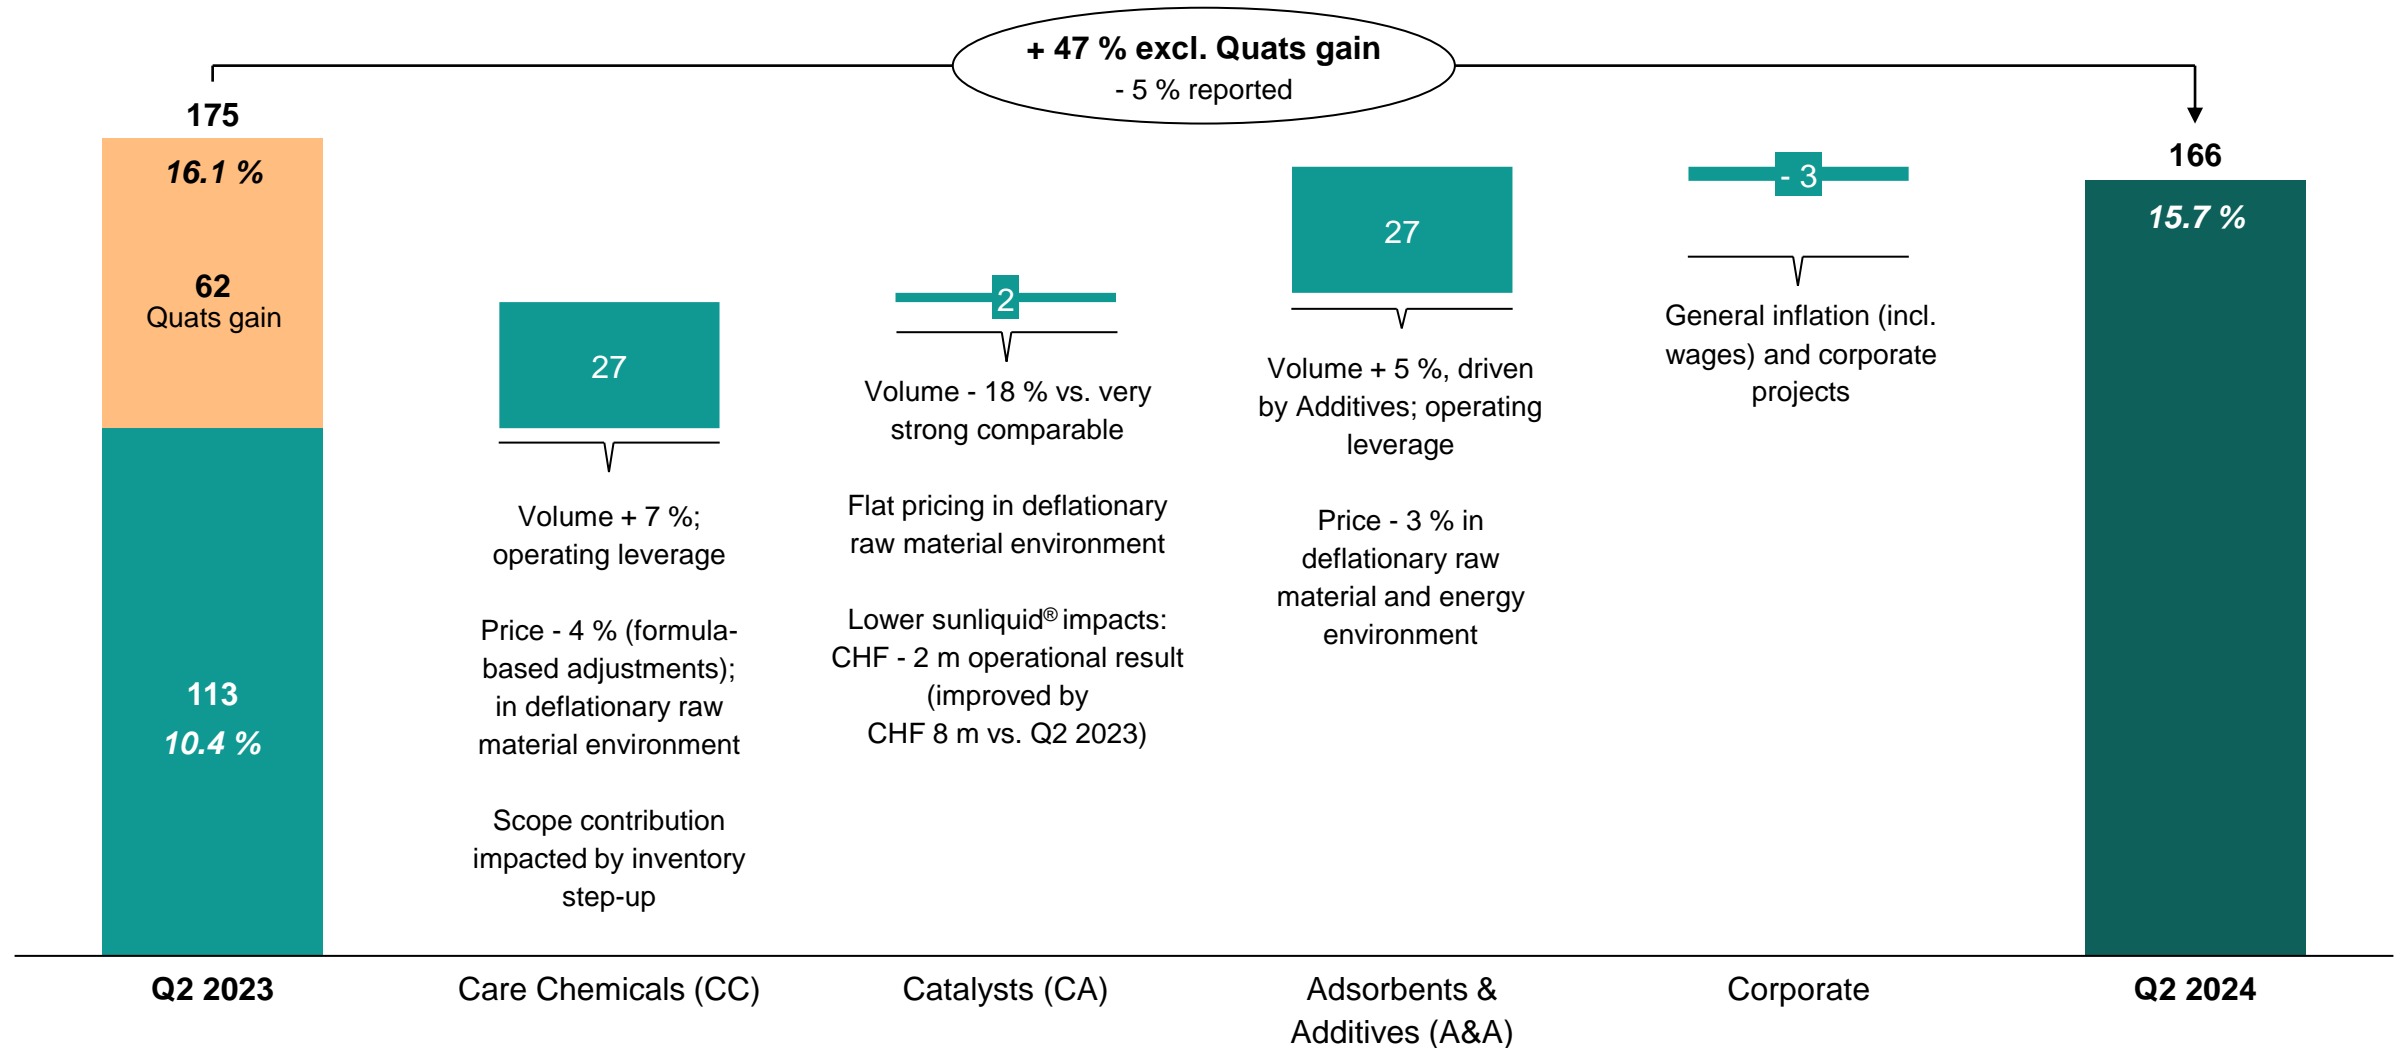 + 47 % excl. Quats gain
- 5 % reported
175
16.1 %
62
Quats gain
113
10.4 %
27
Volume + 7 %;
operating leverage
Price - 4 % (formula-
based adjustments);
in deflationary raw
material environment
Scope contribution
impacted by inventory
step-up
2
Volume - 18 % vs. very
strong comparable
Flat pricing in deflationary
raw material environment
Lower sunliquid® impacts:
CHF - 2 m operational result
(improved by
CHF 8 m vs. Q2 2023)
27
Volume + 5 %, driven
by Additives; operating
leverage
Price - 3 % in
deflationary raw
material and energy
environment
- 3
General inflation (incl.
wages) and corporate
projects
166
15.7 %
Q2 2023
Care Chemicals (CC)
Catalysts (CA)
Adsorbents &
Additives (A&A)
Corporate
Q2 2024